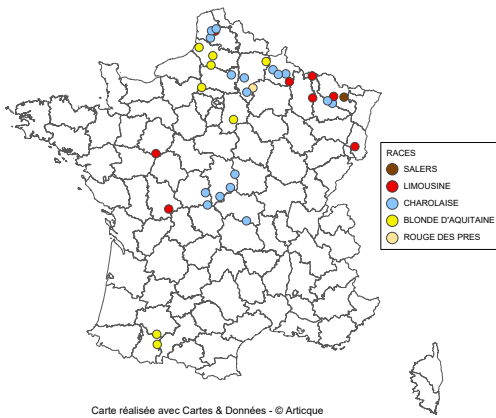 RACES
SALERS
LIMOUSINE
CHAROLAISE
BLONDE D'AQUITAINE
ROUGE DES PRES
Carte réalisée avec Cartes & Données - © Articque